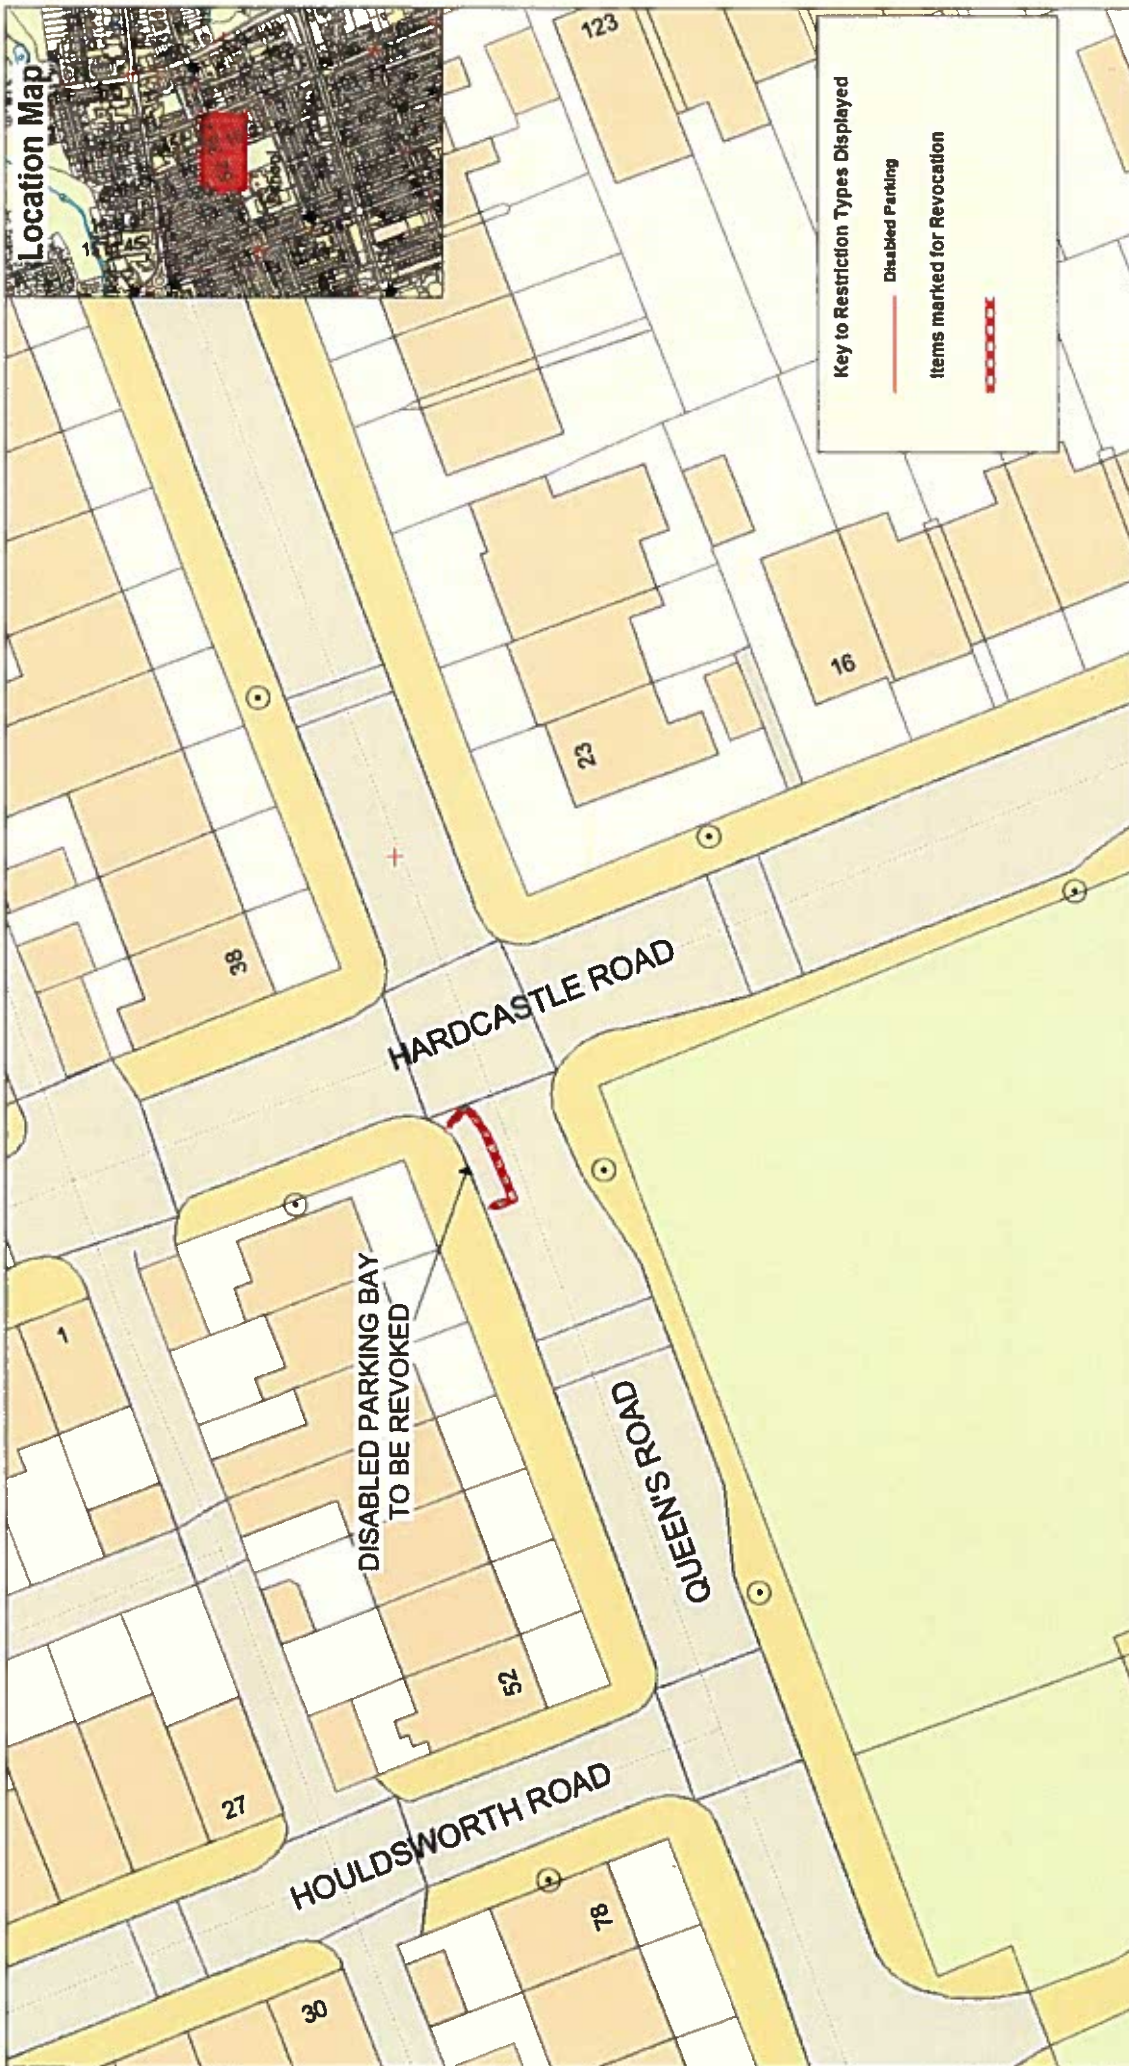 Location Map
School
123
Key to Restriction Types Displayed
Disabled Parking
Items marked for Revocation
16
23
38
HARDCASTLE ROAD
DISABLED PARKING BAY
TO BE REVOKED
1
QUEEN'S ROAD
52
27
HOULDSWORTH ROAD
78
30